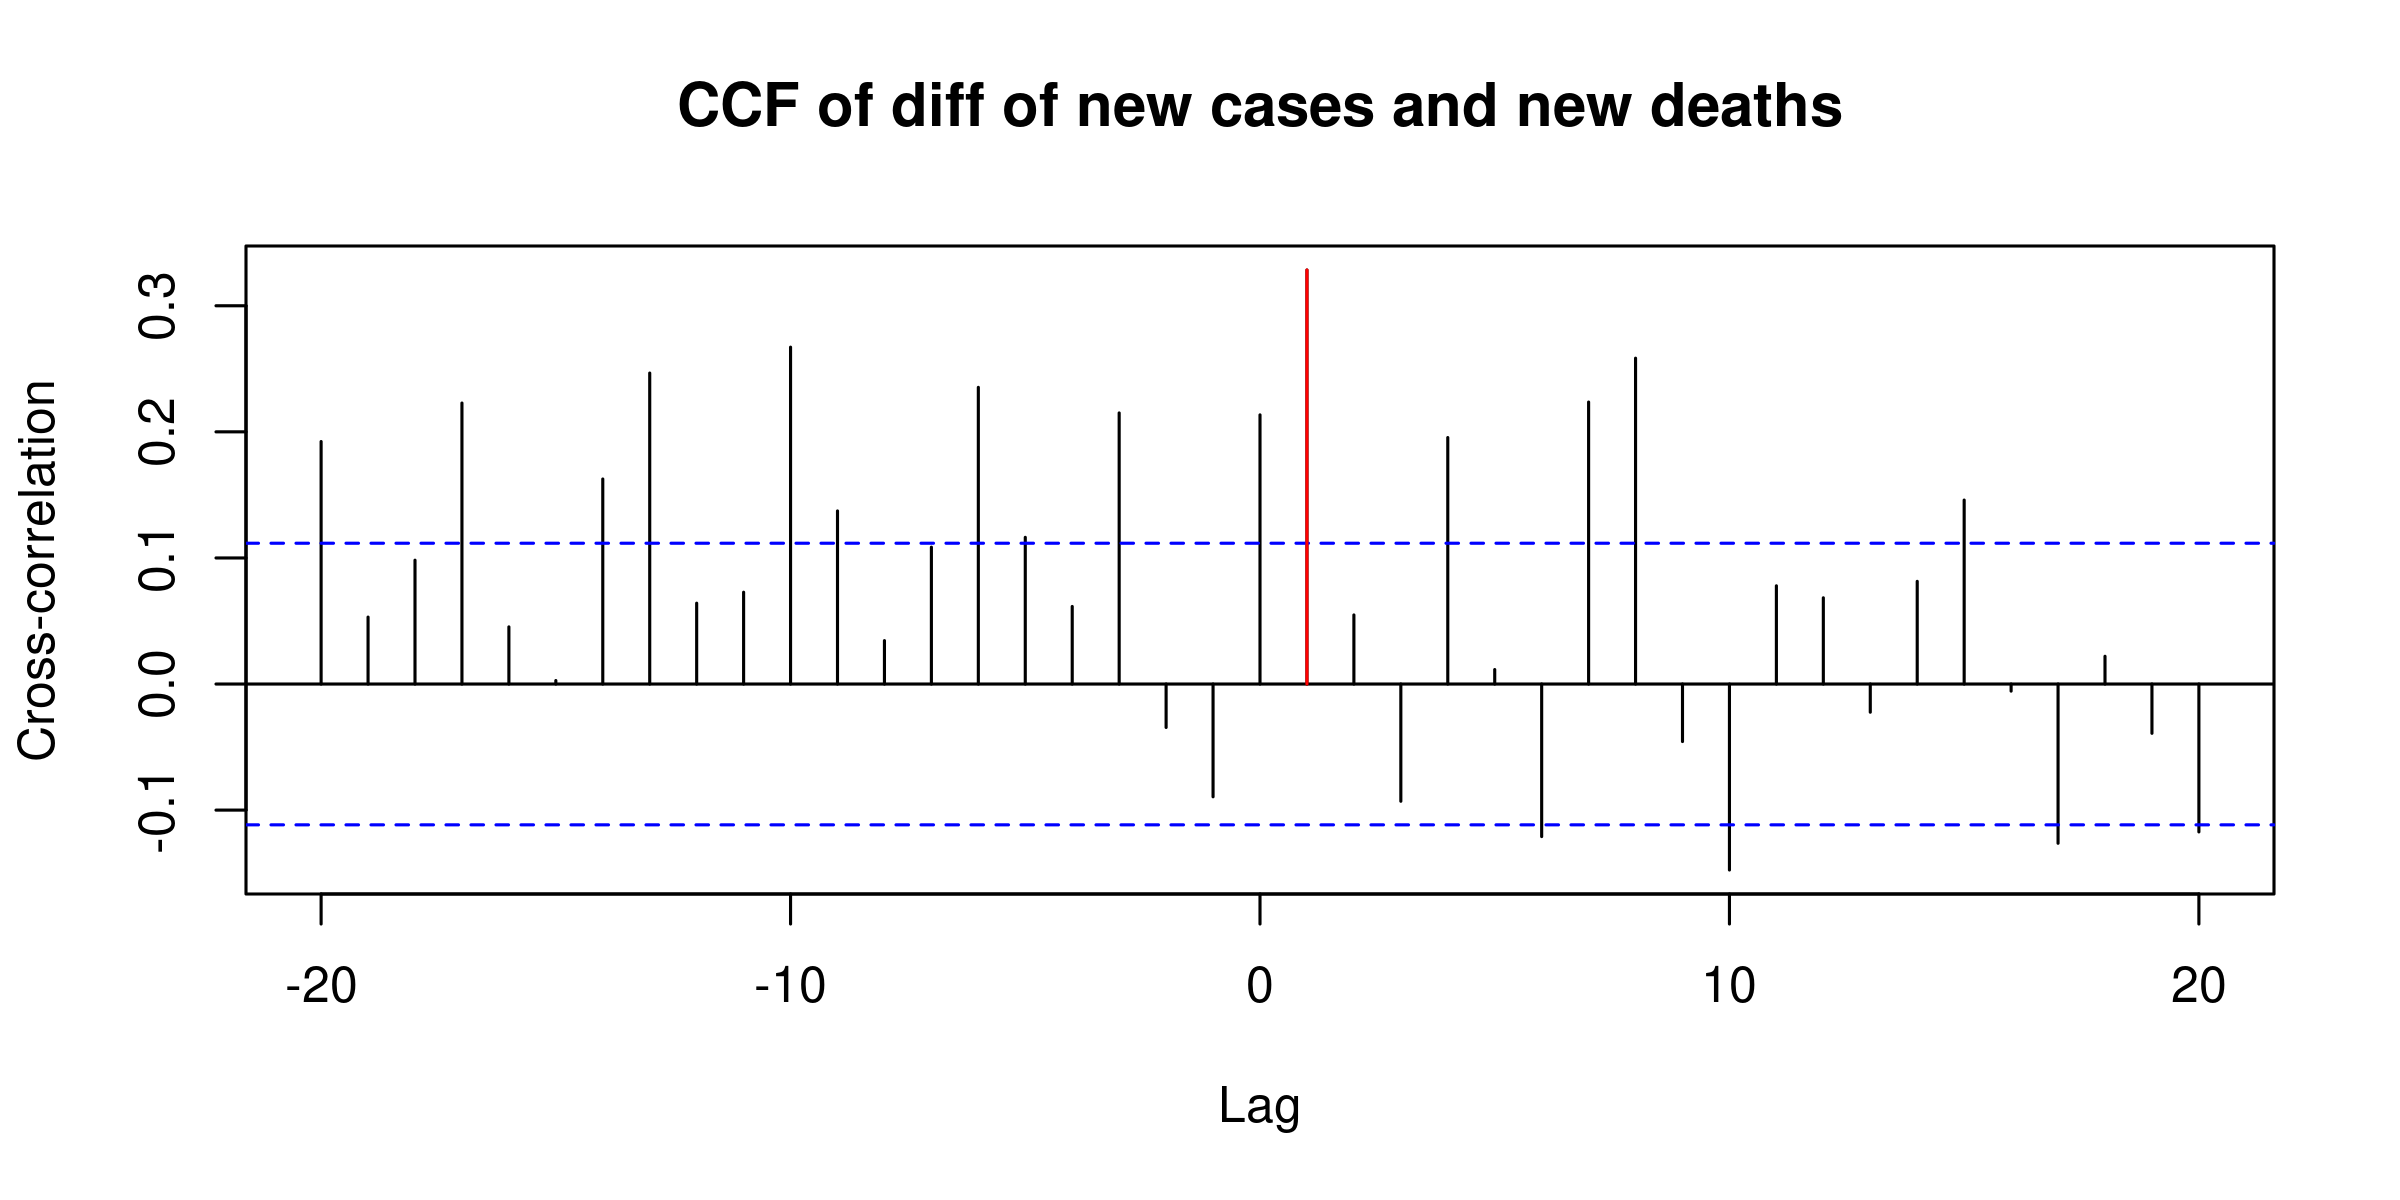 CCF of diff of new cases and new deaths
Cross-correlation
0.3
0.2
0.1
0.0
-0.1
-20 -10 0 10 20
Lag